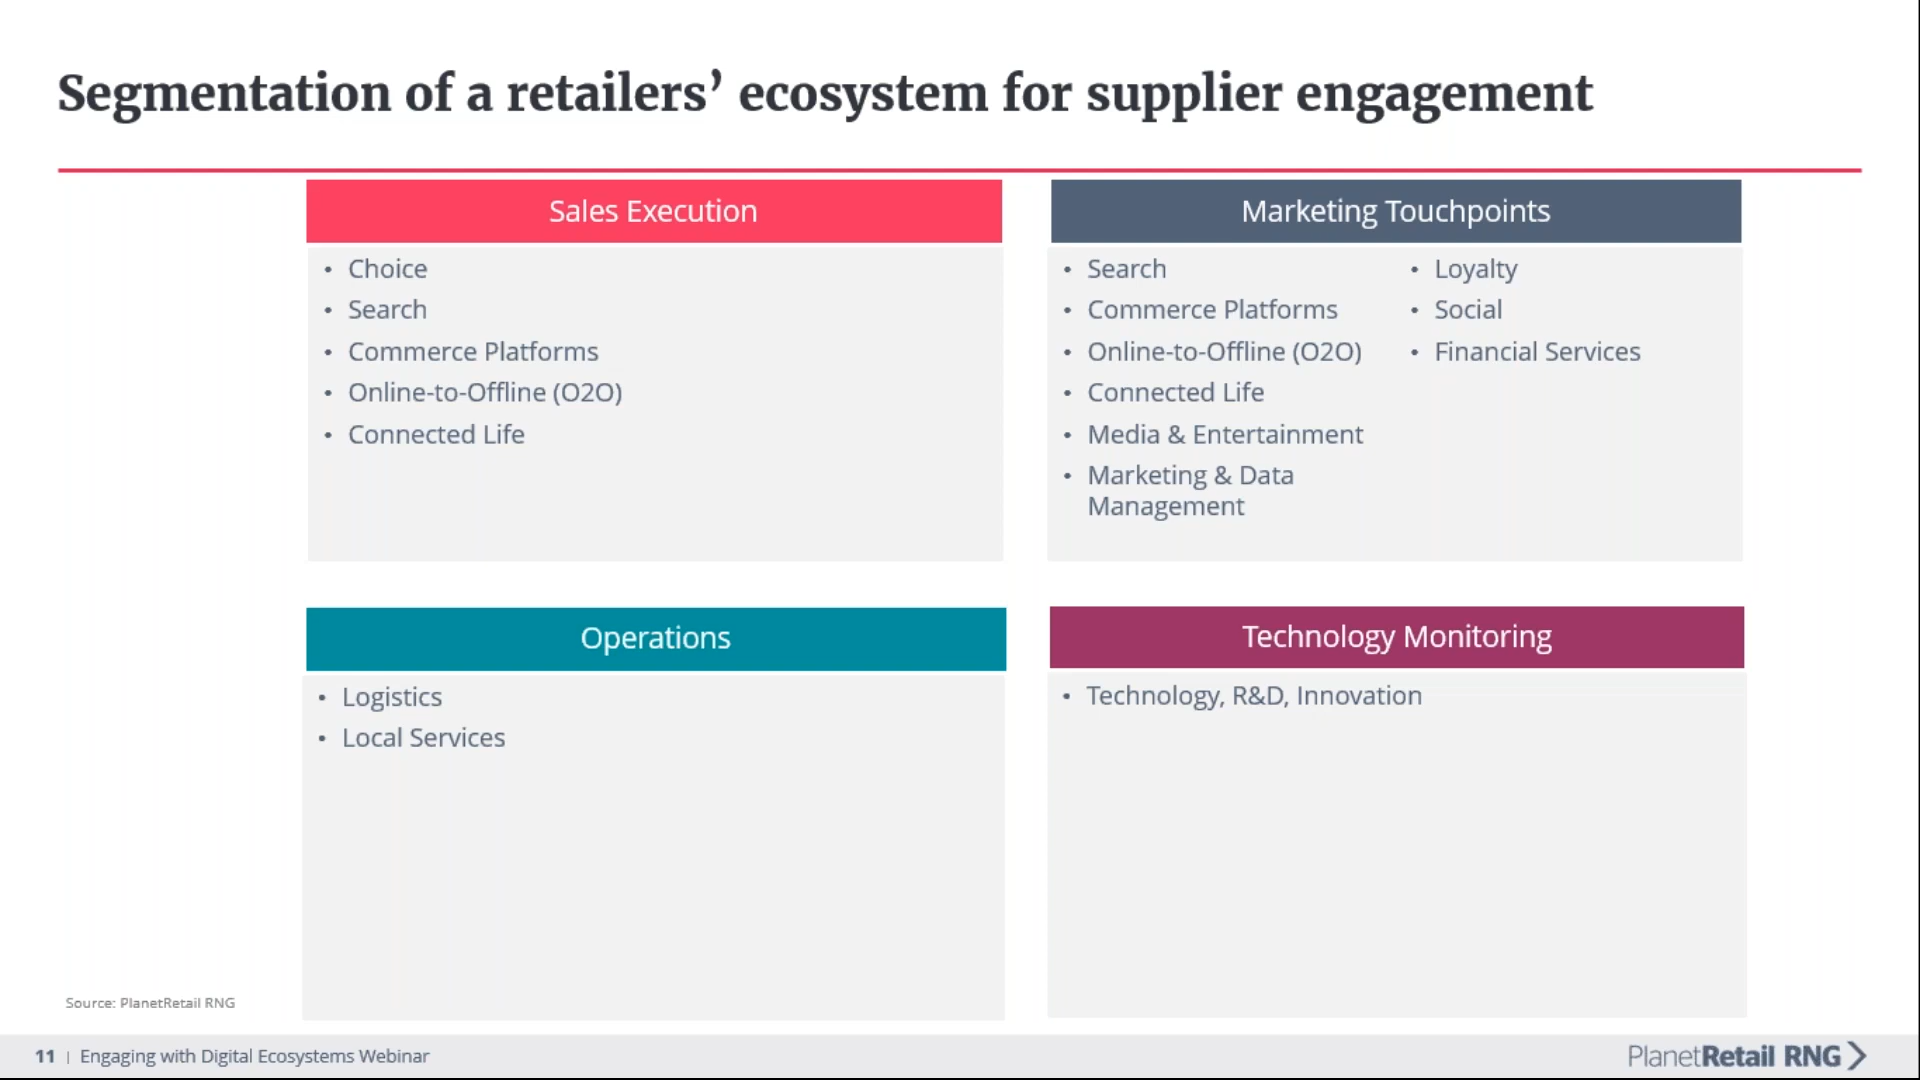 Segmentation of a retailers’ ecosystem for supplier engagement
Sales Execution
• Choice
• Search
• Commerce Platforms
• Online-to-Offline (O2O)
• Connected Life
Marketing Touchpoints
• Search
• Commerce Platforms
• Online-to-Offline (O2O)
• Connected Life
• Media & Entertainment
• Marketing & Data
Management
• Loyalty
• Social
• Financial Services
Operations
• Logistics
• Local Services
Technology Monitoring
• Technology, R&D, Innovation
Source: PlanetRetail RNG
11 | Engaging with Digital Ecosystems Webinar
PlanetRetail RNG